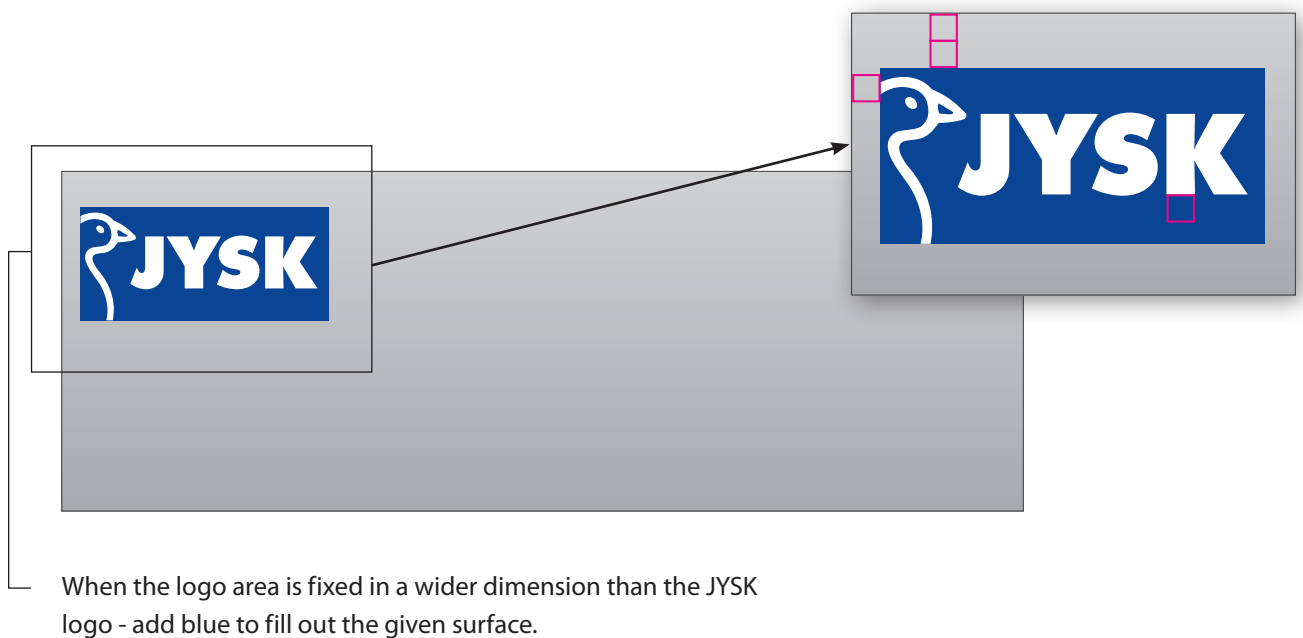 JYSK
JYSK
When the logo area is fixed in a wider dimension than the JYSK
logo - add blue to fill out the given surface.